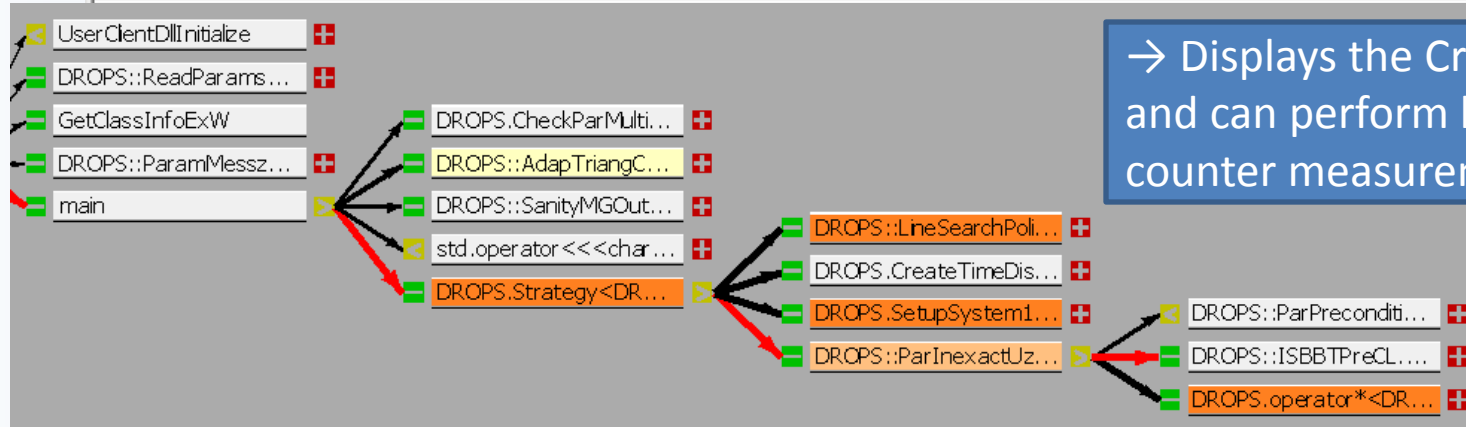 UserClientDllInitialize
DROPS::ReadParams...
GetClassInfoExW
DROPS::ParamMessz...
main
DROPS.CheckParMulti...
DROPS::AdapTriangC...
DROPS::SanityMGOut...
std.operator<<<char...
DROPS.Strategy<DR...
DROPS::LineSearchPoli...
DROPS.CreateTimeDis...
DROPS.SetupSystem1...
DROPS::ParInexactUz...
DROPS::ParPreconditi...
DROPS::ISBBTPreCL....
DROPS.operator*<DR...
→ Displays the Cr
and can perform
counter measurer